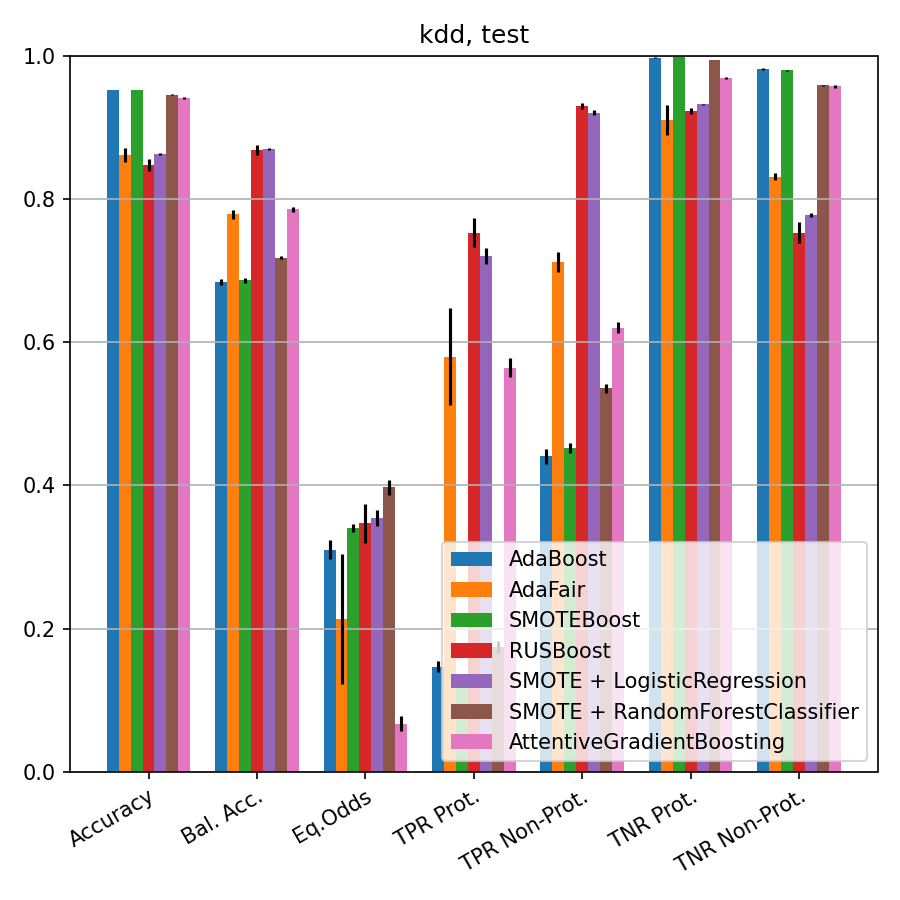 kdd, test
1.0
0.8
0.6
0.4
0.2
0.0
AdaBoost
AdaFair
SMOTEBoost
RUSBoost
SMOTE + LogisticRegression
SMOTE + RandomForestClassifier
AttentiveGradientBoosting
Accuracy
Bal. Acc.
Eq.Odds
TPR Prot.
TPR Non-Prot.
TNR Prot.
TNR Non-Prot.